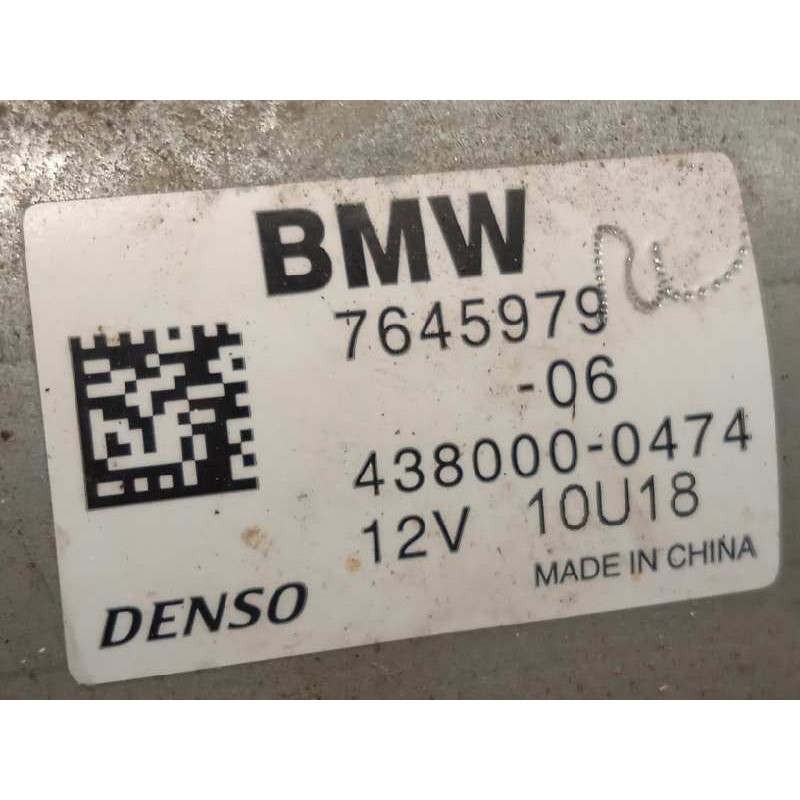 BMW
7645979
-06
438000-0474
12V 10U18
MADE IN CHINA
DENSO